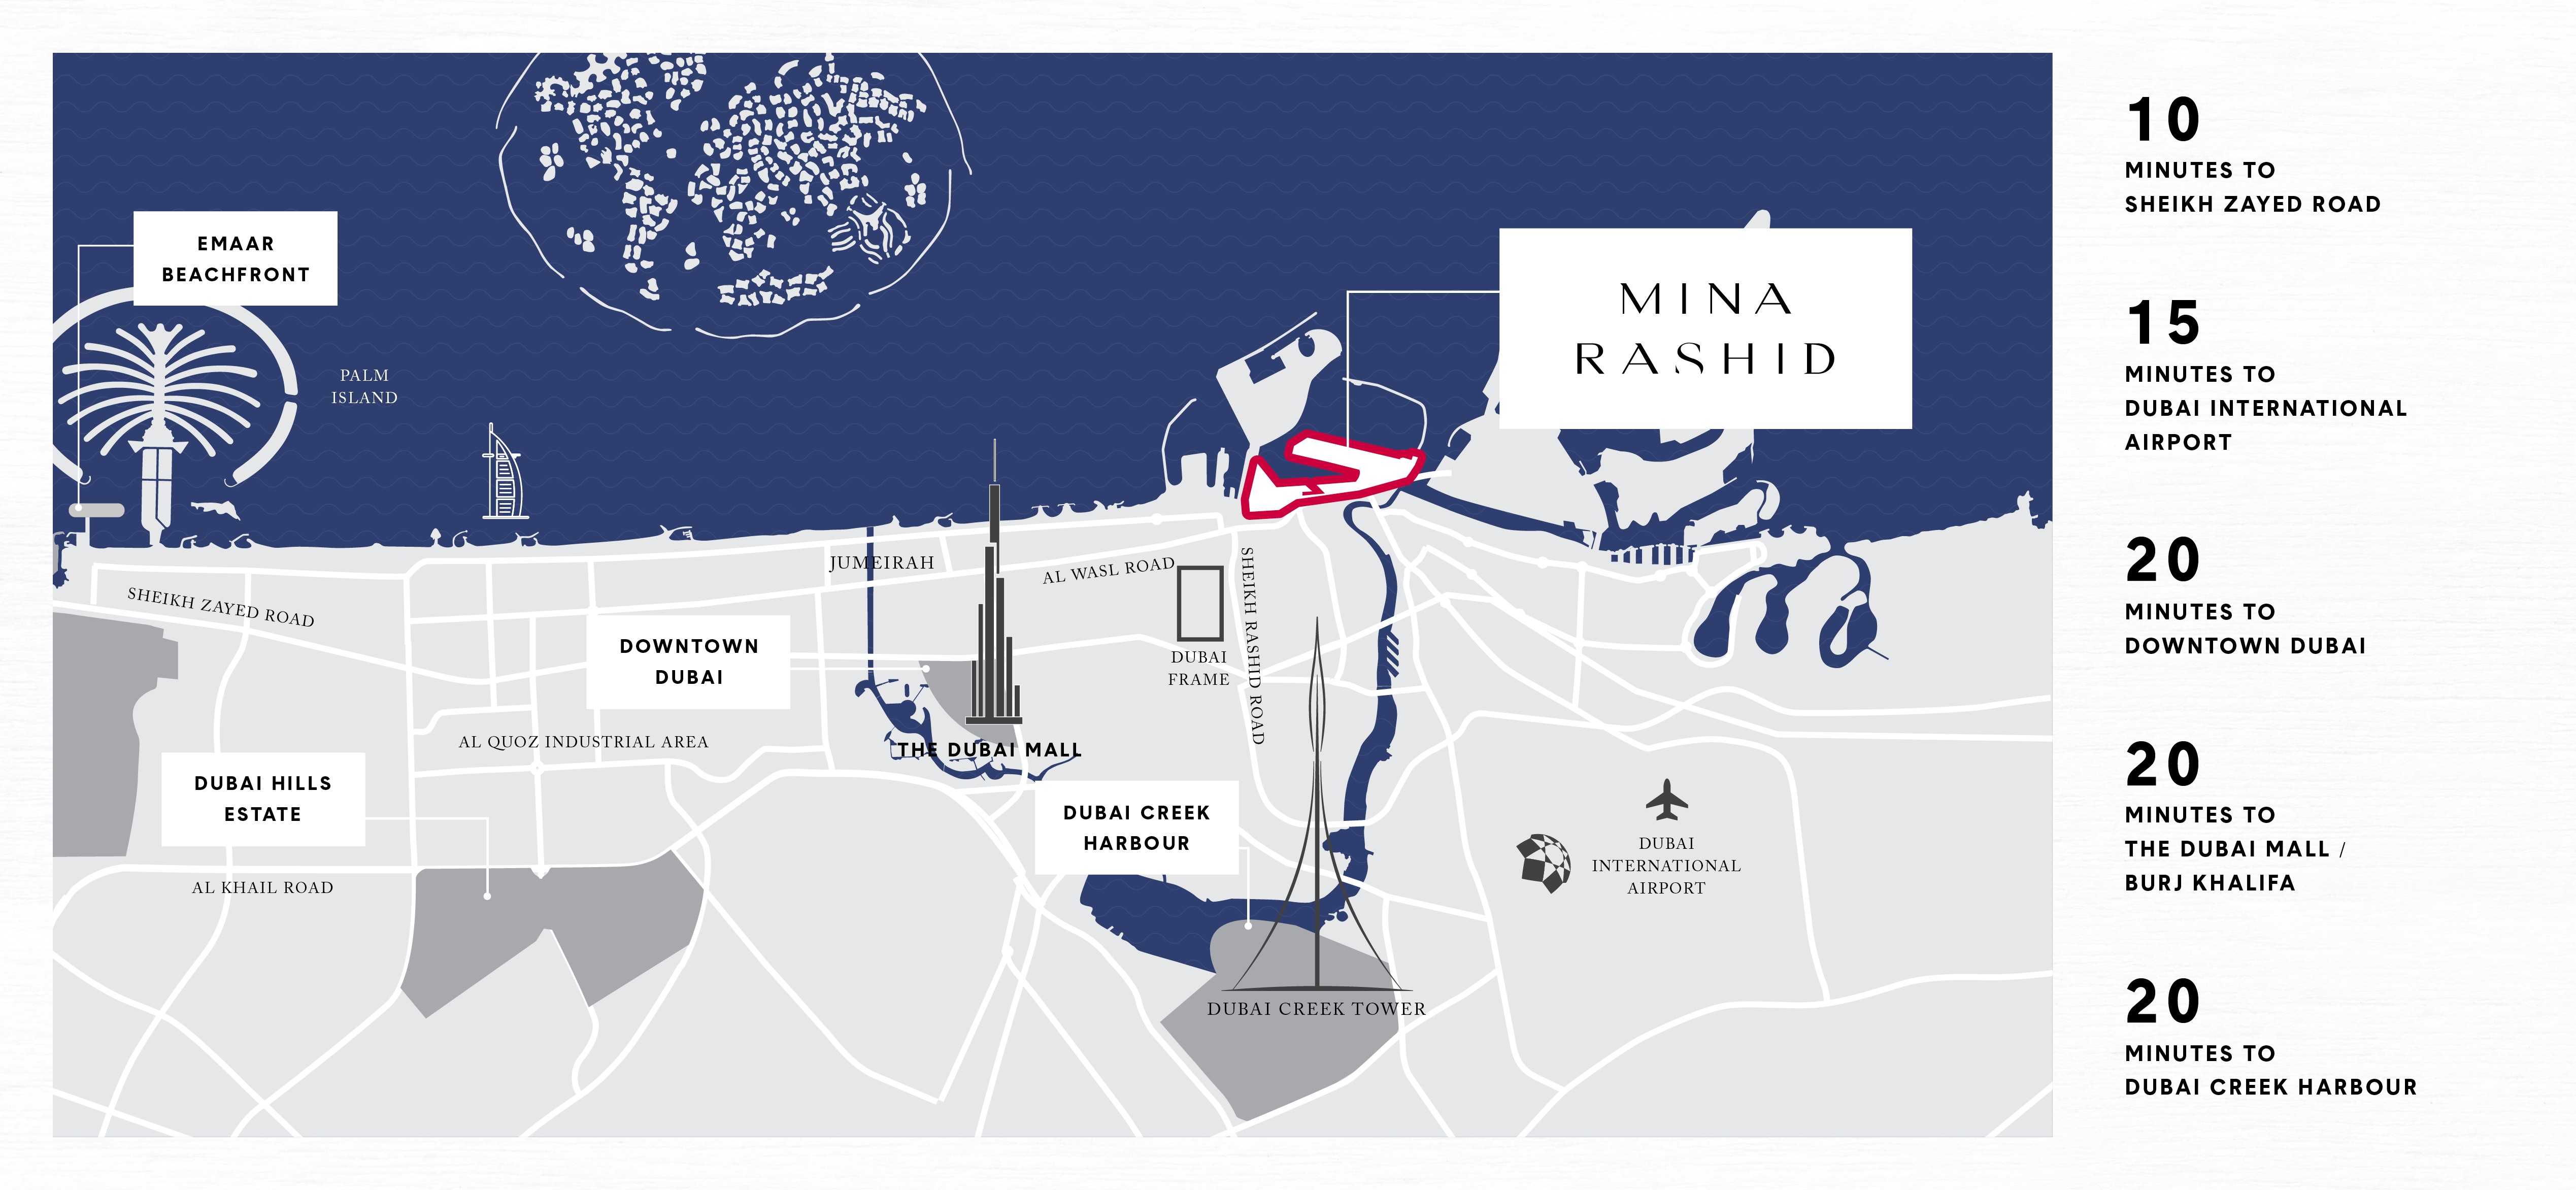 EMAAR
BEACHFRONT
PALM
ISLAND
MINA
RASHID
JUMEIRAH
AL WASL ROAD
SHEIKH ZAYED ROAD
SHEIKH RASHID ROAD
DOWNTOWN
DUBAI
DUBAI
FRAME
AL QUOZ INDUSTRIAL AREA
THE DUBAI MALL
DUBAI HILLS
ESTATE
DUBAI CREEK
HARBOUR
DUBAI
INTERNATIONAL
AIRPORT
AL KHAIL ROAD
DUBAI CREEK TOWER
10
MINUTES TO
SHEIKH ZAYED ROAD
15
MINUTES TO
DUBAI INTERNATIONAL
AIRPORT
20
MINUTES TO
DOWNTOWN DUBAI
20
MINUTES TO
THE DUBAI MALL /
BURJ KHALIFA
20
MINUTES TO
DUBAI CREEK HARBOUR